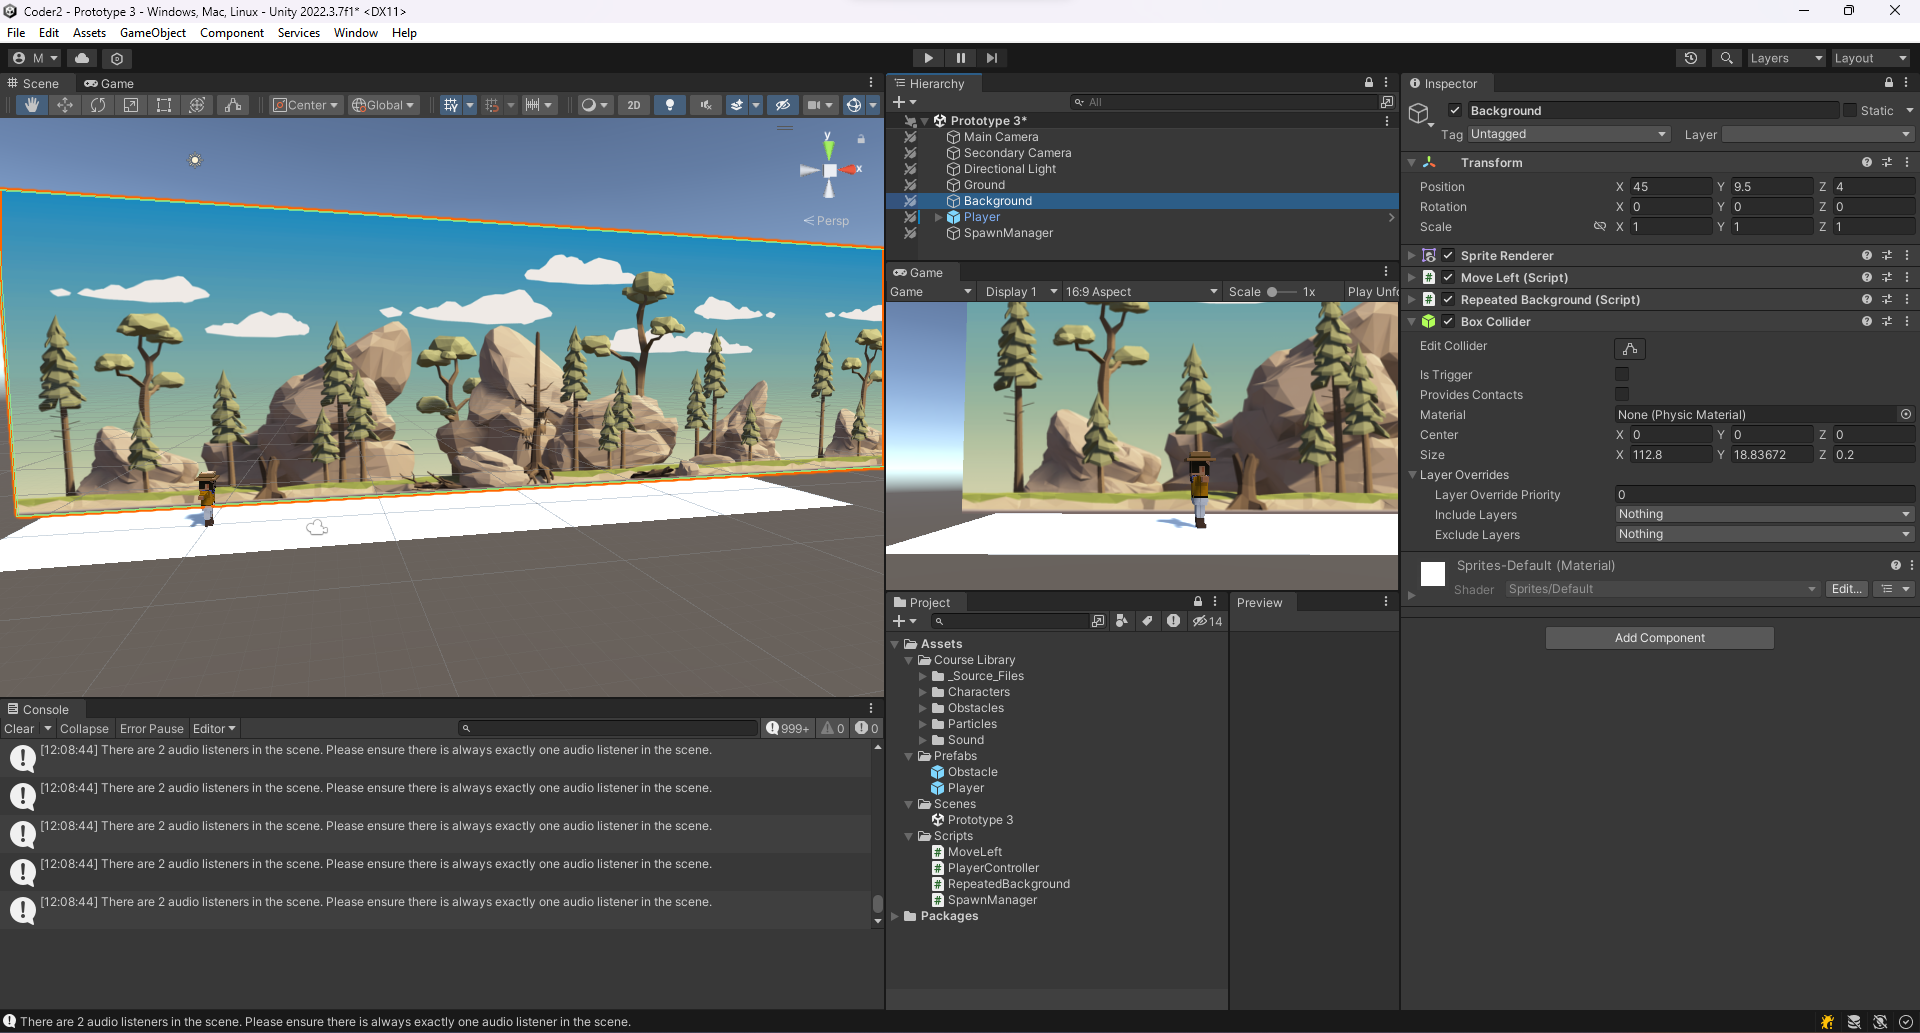 Coder2 - Prototype 3 - Windows, Mac, Linux - Unity 2022.3.7f1* <DX11>
File Edit Assets GameObject Component Services Window Help
M
Layers Layout
Scene Game
Center Global 2D
Y
X
Persp
Console
Clear Collapse Error Pause Editor 999+ 0 0
[12:08:44] There are 2 audio listeners in the scene. Please ensure there is always exactly one audio listener in the scene.
[12:08:44] There are 2 audio listeners in the scene. Please ensure there is always exactly one audio listener in the scene.
[12:08:44] There are 2 audio listeners in the scene. Please ensure there is always exactly one audio listener in the scene.
[12:08:44] There are 2 audio listeners in the scene. Please ensure there is always exactly one audio listener in the scene.
[12:08:44] There are 2 audio listeners in the scene. Please ensure there is always exactly one audio listener in the scene.
There are 2 audio listeners in the scene. Please ensure there is always exactly one audio listener in the scene.
Hierarchy
All
Prototype 3*
Main Camera
Secondary Camera
Directional Light
Ground
Background
Player
SpawnManager
Game
Game Display 1 16:9 Aspect Scale 1x Play Unfo
Project
14
Assets
Course Library
_Source_Files
Characters
Obstacles
Particles
Sound
Prefabs
Obstacle
Player
Scenes
Prototype 3
Scripts
MoveLeft
PlayerController
RepeatedBackground
SpawnManager
Packages
Preview
Inspector
Background Static
Tag Untagged Layer
Transform
Position X 45 Y 9.5 Z 4
Rotation X 0 Y 0 Z 0
Scale X 1 Y 1 Z 1
Sprite Renderer
Move Left (Script)
Repeated Background (Script)
Box Collider
Edit Collider
Is Trigger
Provides Contacts
Material None (Physic Material)
Center X 0 Y 0 Z 0
Size X 112.8 Y 18.83672 Z 0.2
Layer Overrides
Layer Override Priority 0
Include Layers Nothing
Exclude Layers Nothing
Sprites-Default (Material)
Shader Sprites/Default Edit...
Add Component